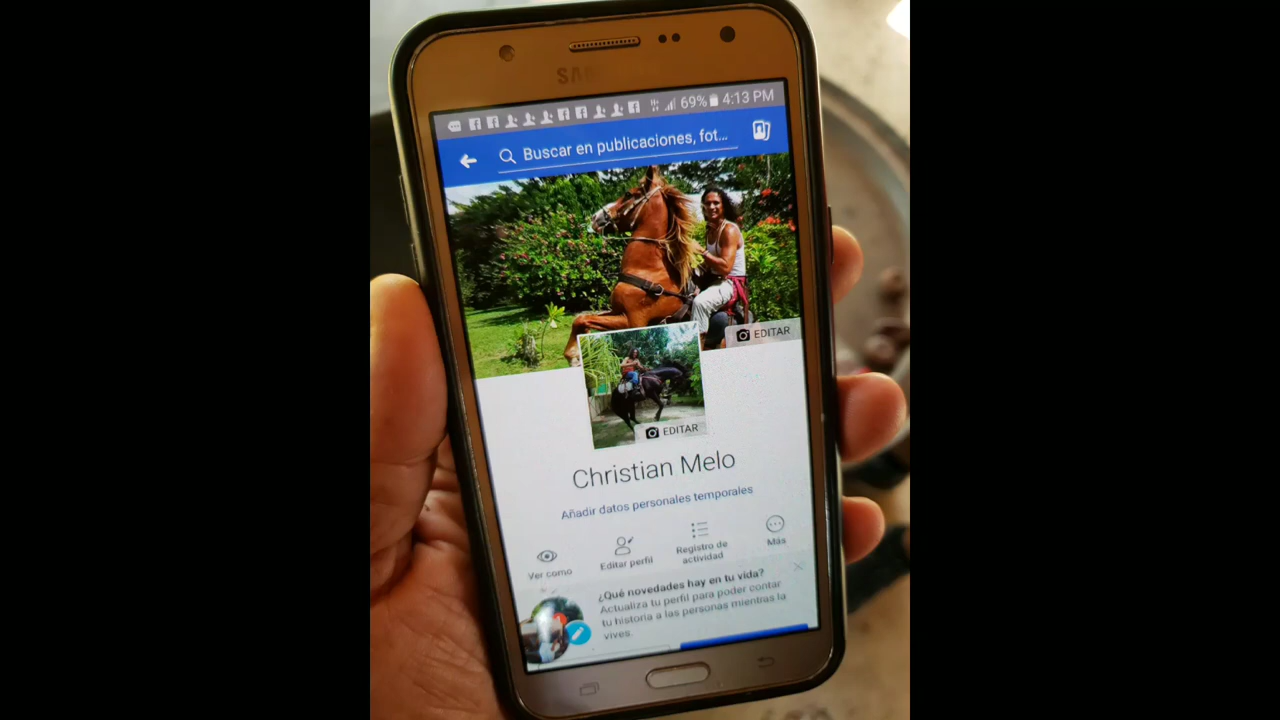 SAMSUNG
69% 4:13 PM
Buscar en publicaciones, fot...
EDITAR
EDITAR
Christian Melo
Añadir datos personales temporales
Ver como
Editar perfil
Registro de
actividad
Más
¿Qué novedades hay en tu vida?
Actualiza tu perfil para poder contar
tu historia a las personas mientras la
vives.